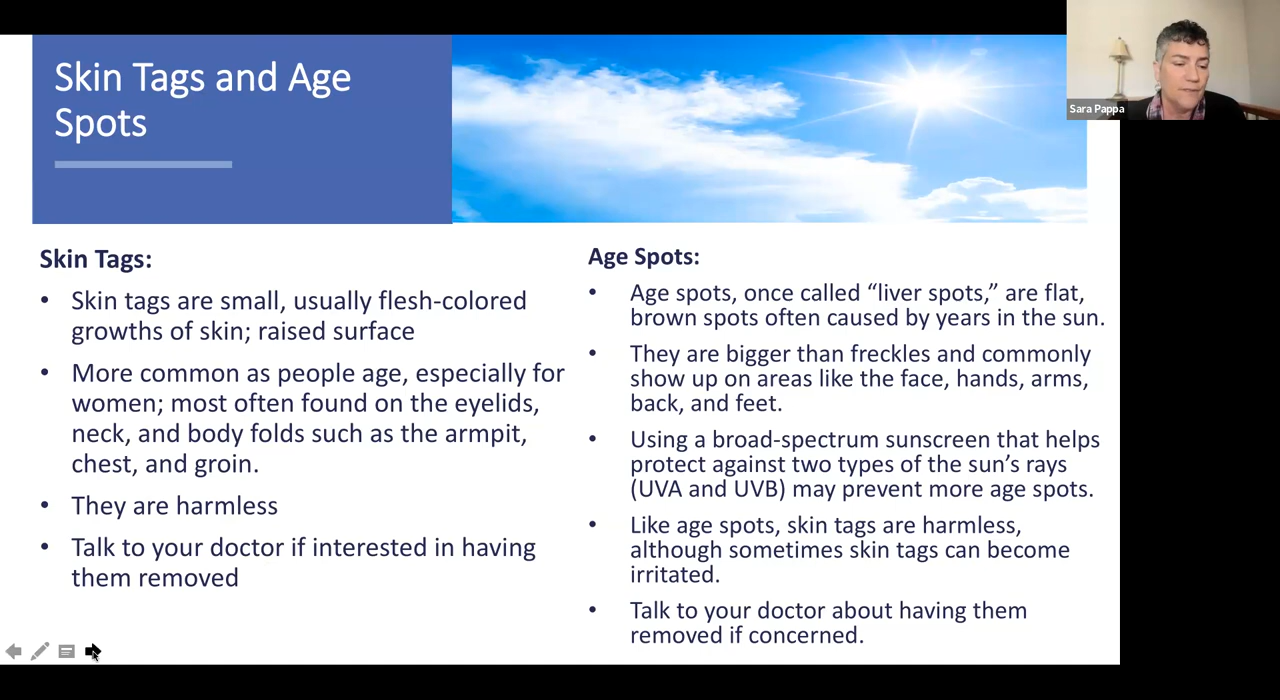 Skin Tags and Age
Spots
Sara Pappa
Skin Tags:
• Skin tags are small, usually flesh-colored
growths of skin; raised surface
• More common as people age, especially for
women; most often found on the eyelids,
neck, and body folds such as the armpit,
chest, and groin.
• They are harmless
• Talk to your doctor if interested in having
them removed
Age Spots:
• Age spots, once called “liver spots,” are flat,
brown spots often caused by years in the sun.
• They are bigger than freckles and commonly
show up on areas like the face, hands, arms,
back, and feet.
• Using a broad-spectrum sunscreen that helps
protect against two types of the sun’s rays
(UVA and UVB) may prevent more age spots.
• Like age spots, skin tags are harmless,
although sometimes skin tags can become
irritated.
• Talk to your doctor about having them
removed if concerned.